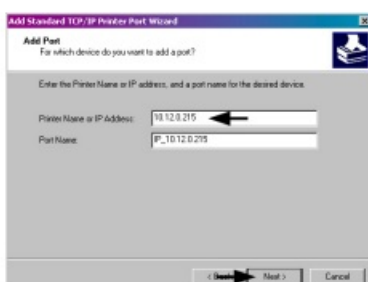 Add Standard TCP/IP Printer Port Wizard
Add Port
For which device do you want to add a port?
Enter the Printer Name or IP address, and a port name for the desired device.
Printer Name or IP Address: 10.12.0.215
Port Name: IP_10.12.0.215
Next > Cancel